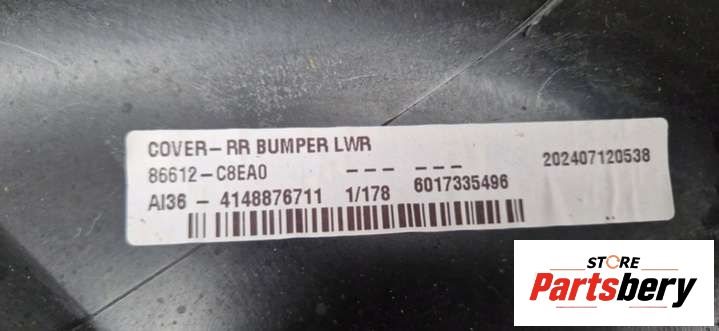 COVER-RR BUMPER LWR
86612-C8EA0 --- --- 202407120538
AI36 - 4148876711 1/178 6017335496
STORE
Partsbery